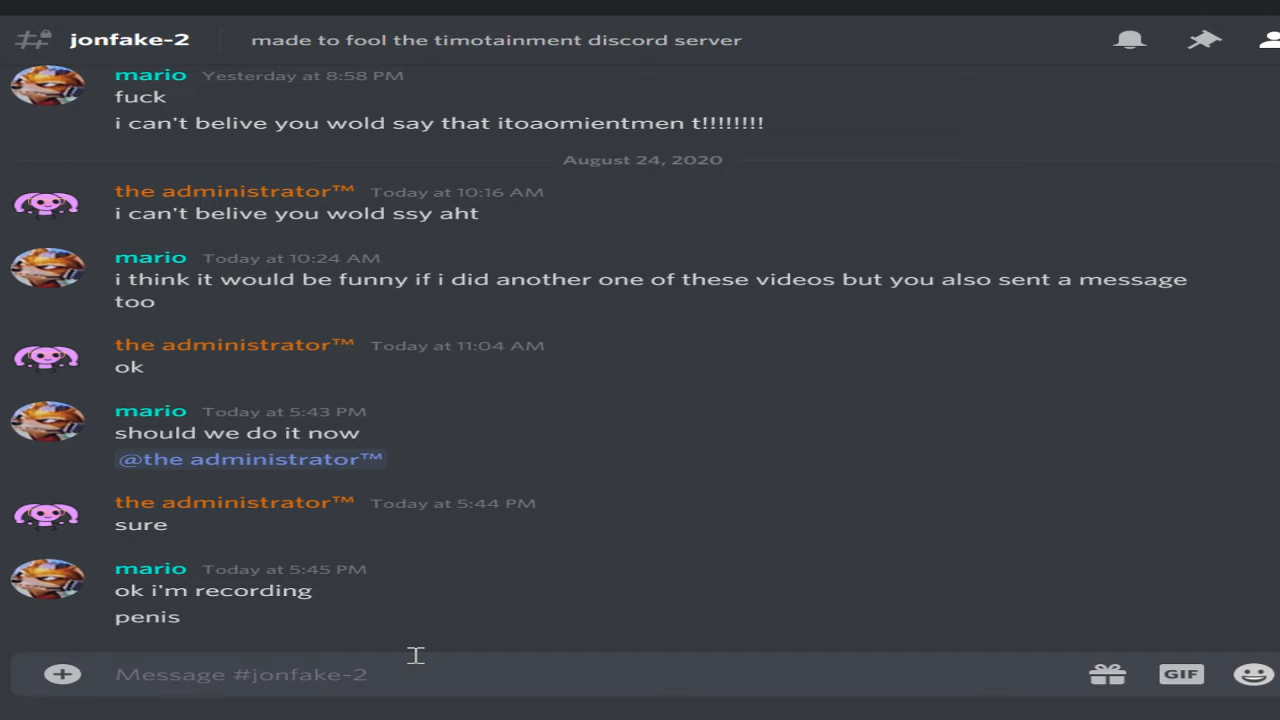 jonfake-2 made to fool the timotainment discord server
mario Yesterday at 8:58 PM
fuck
i can't belive you wold say that itoaomientmen t!!!!!!!!
August 24, 2020
the administrator™ Today at 10:16 AM
i can't belive you wold ssy aht
mario Today at 10:24 AM
i think it would be funny if i did another one of these videos but you also sent a message
too
the administrator™ Today at 11:04 AM
ok
mario Today at 5:43 PM
should we do it now
@the administrator™
the administrator™ Today at 5:44 PM
sure
mario Today at 5:45 PM
ok i'm recording
penis
Message #jonfake-2 GIF